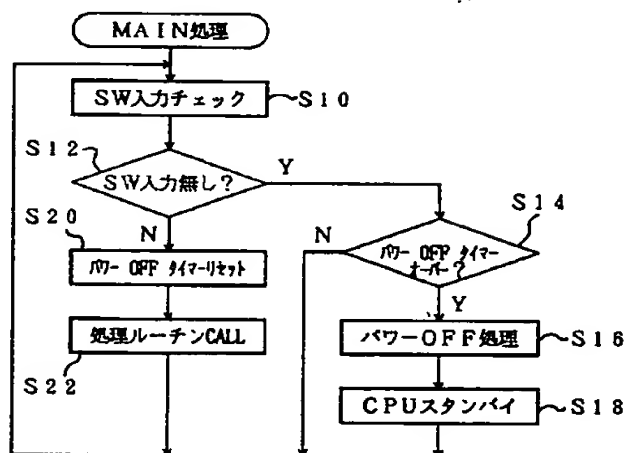 MAIN処理
SW入力チェック
S10
S12
SW入力無し?
Y
S14
N
パワー OFF タイマー
オーバー?
S20
N
パワー OFF タイマーリセット
Y
処理ルーチンCALL
パワーOFF処理
S16
S22
CPUスタンバイ
S18